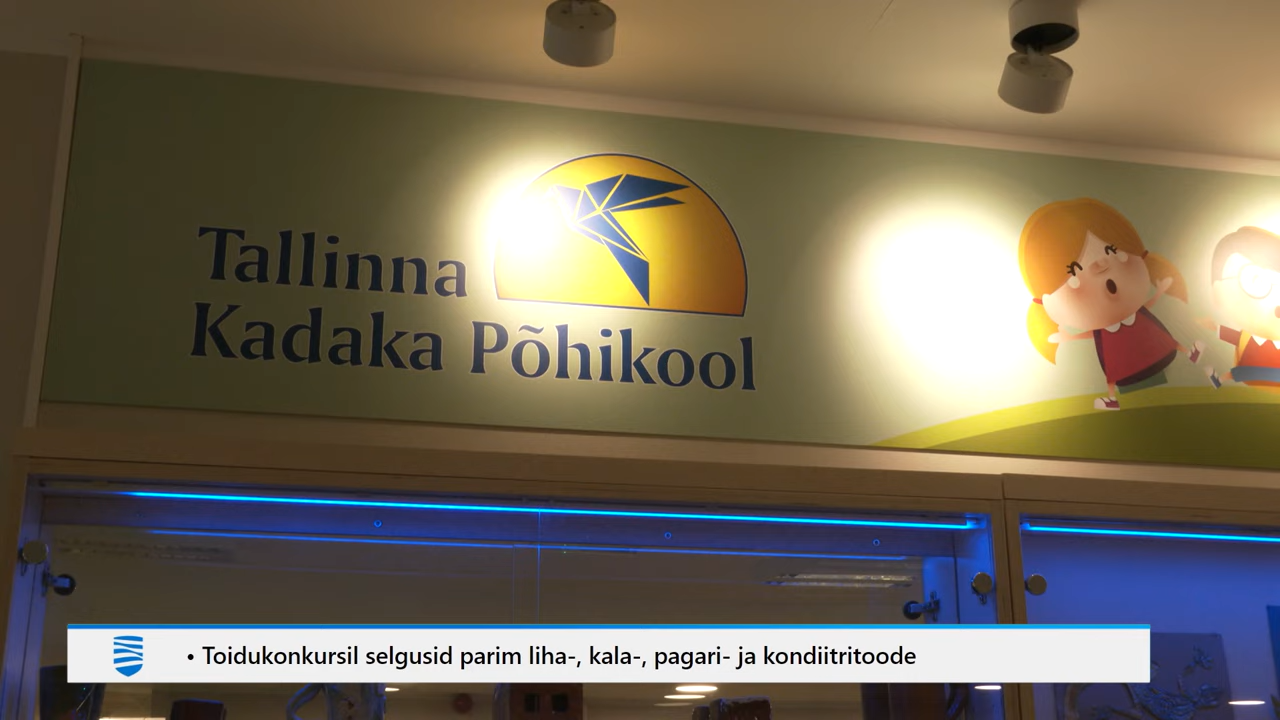 Tallinna
Kadaka Põhikool
• Toidukonkursil selgusid parim liha-, kala-, pagari- ja kondiitritoode